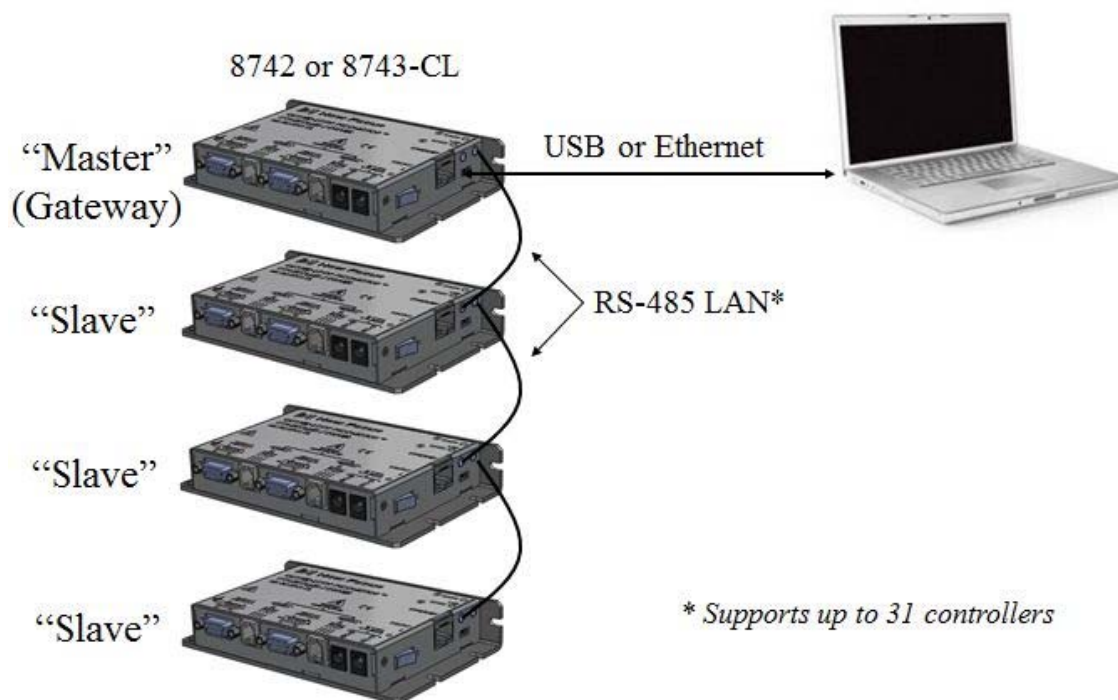 8742 or 8743-CL
“Master”
(Gateway)
USB or Ethernet
“Slave”
RS-485 LAN*
“Slave”
“Slave”
* Supports up to 31 controllers